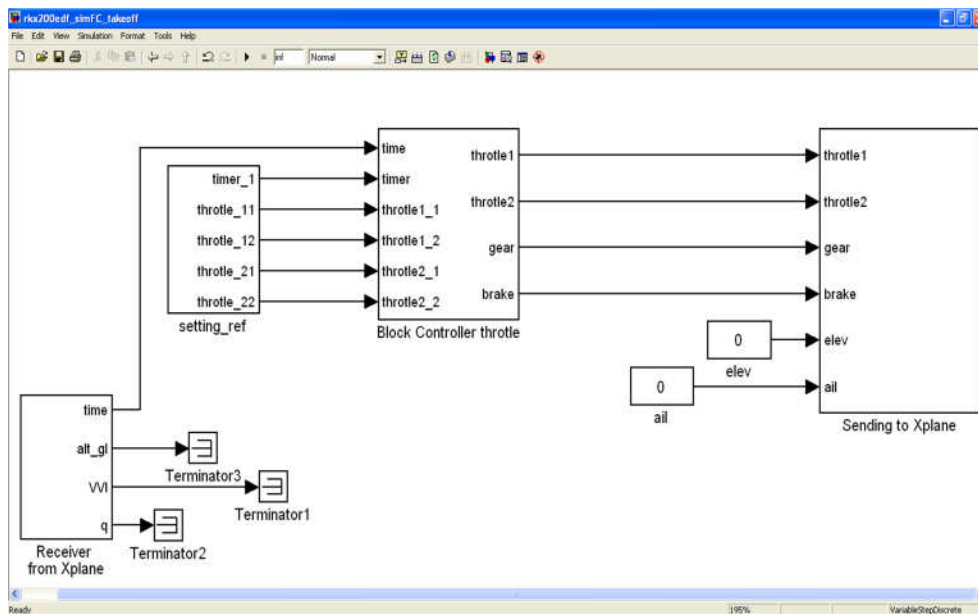 rkx200edf_simFC_takeoff
File Edit View Simulation Format Tools Help
inf Normal
time
timer
throtle1_1
throtle1_2
throtle2_1
throtle2_2
throtle1
throtle2
gear
brake
Block Controller throtle
timer_1
throtle_11
throtle_12
throtle_21
throtle_22
setting_ref
throtle1
throtle2
gear
brake
elev
ail
Sending to Xplane
0
elev
0
ail
time
alt_gl
VVI
q
Receiver
from Xplane
Terminator3
Terminator1
Terminator2
Ready 195% VariableStepDiscrete